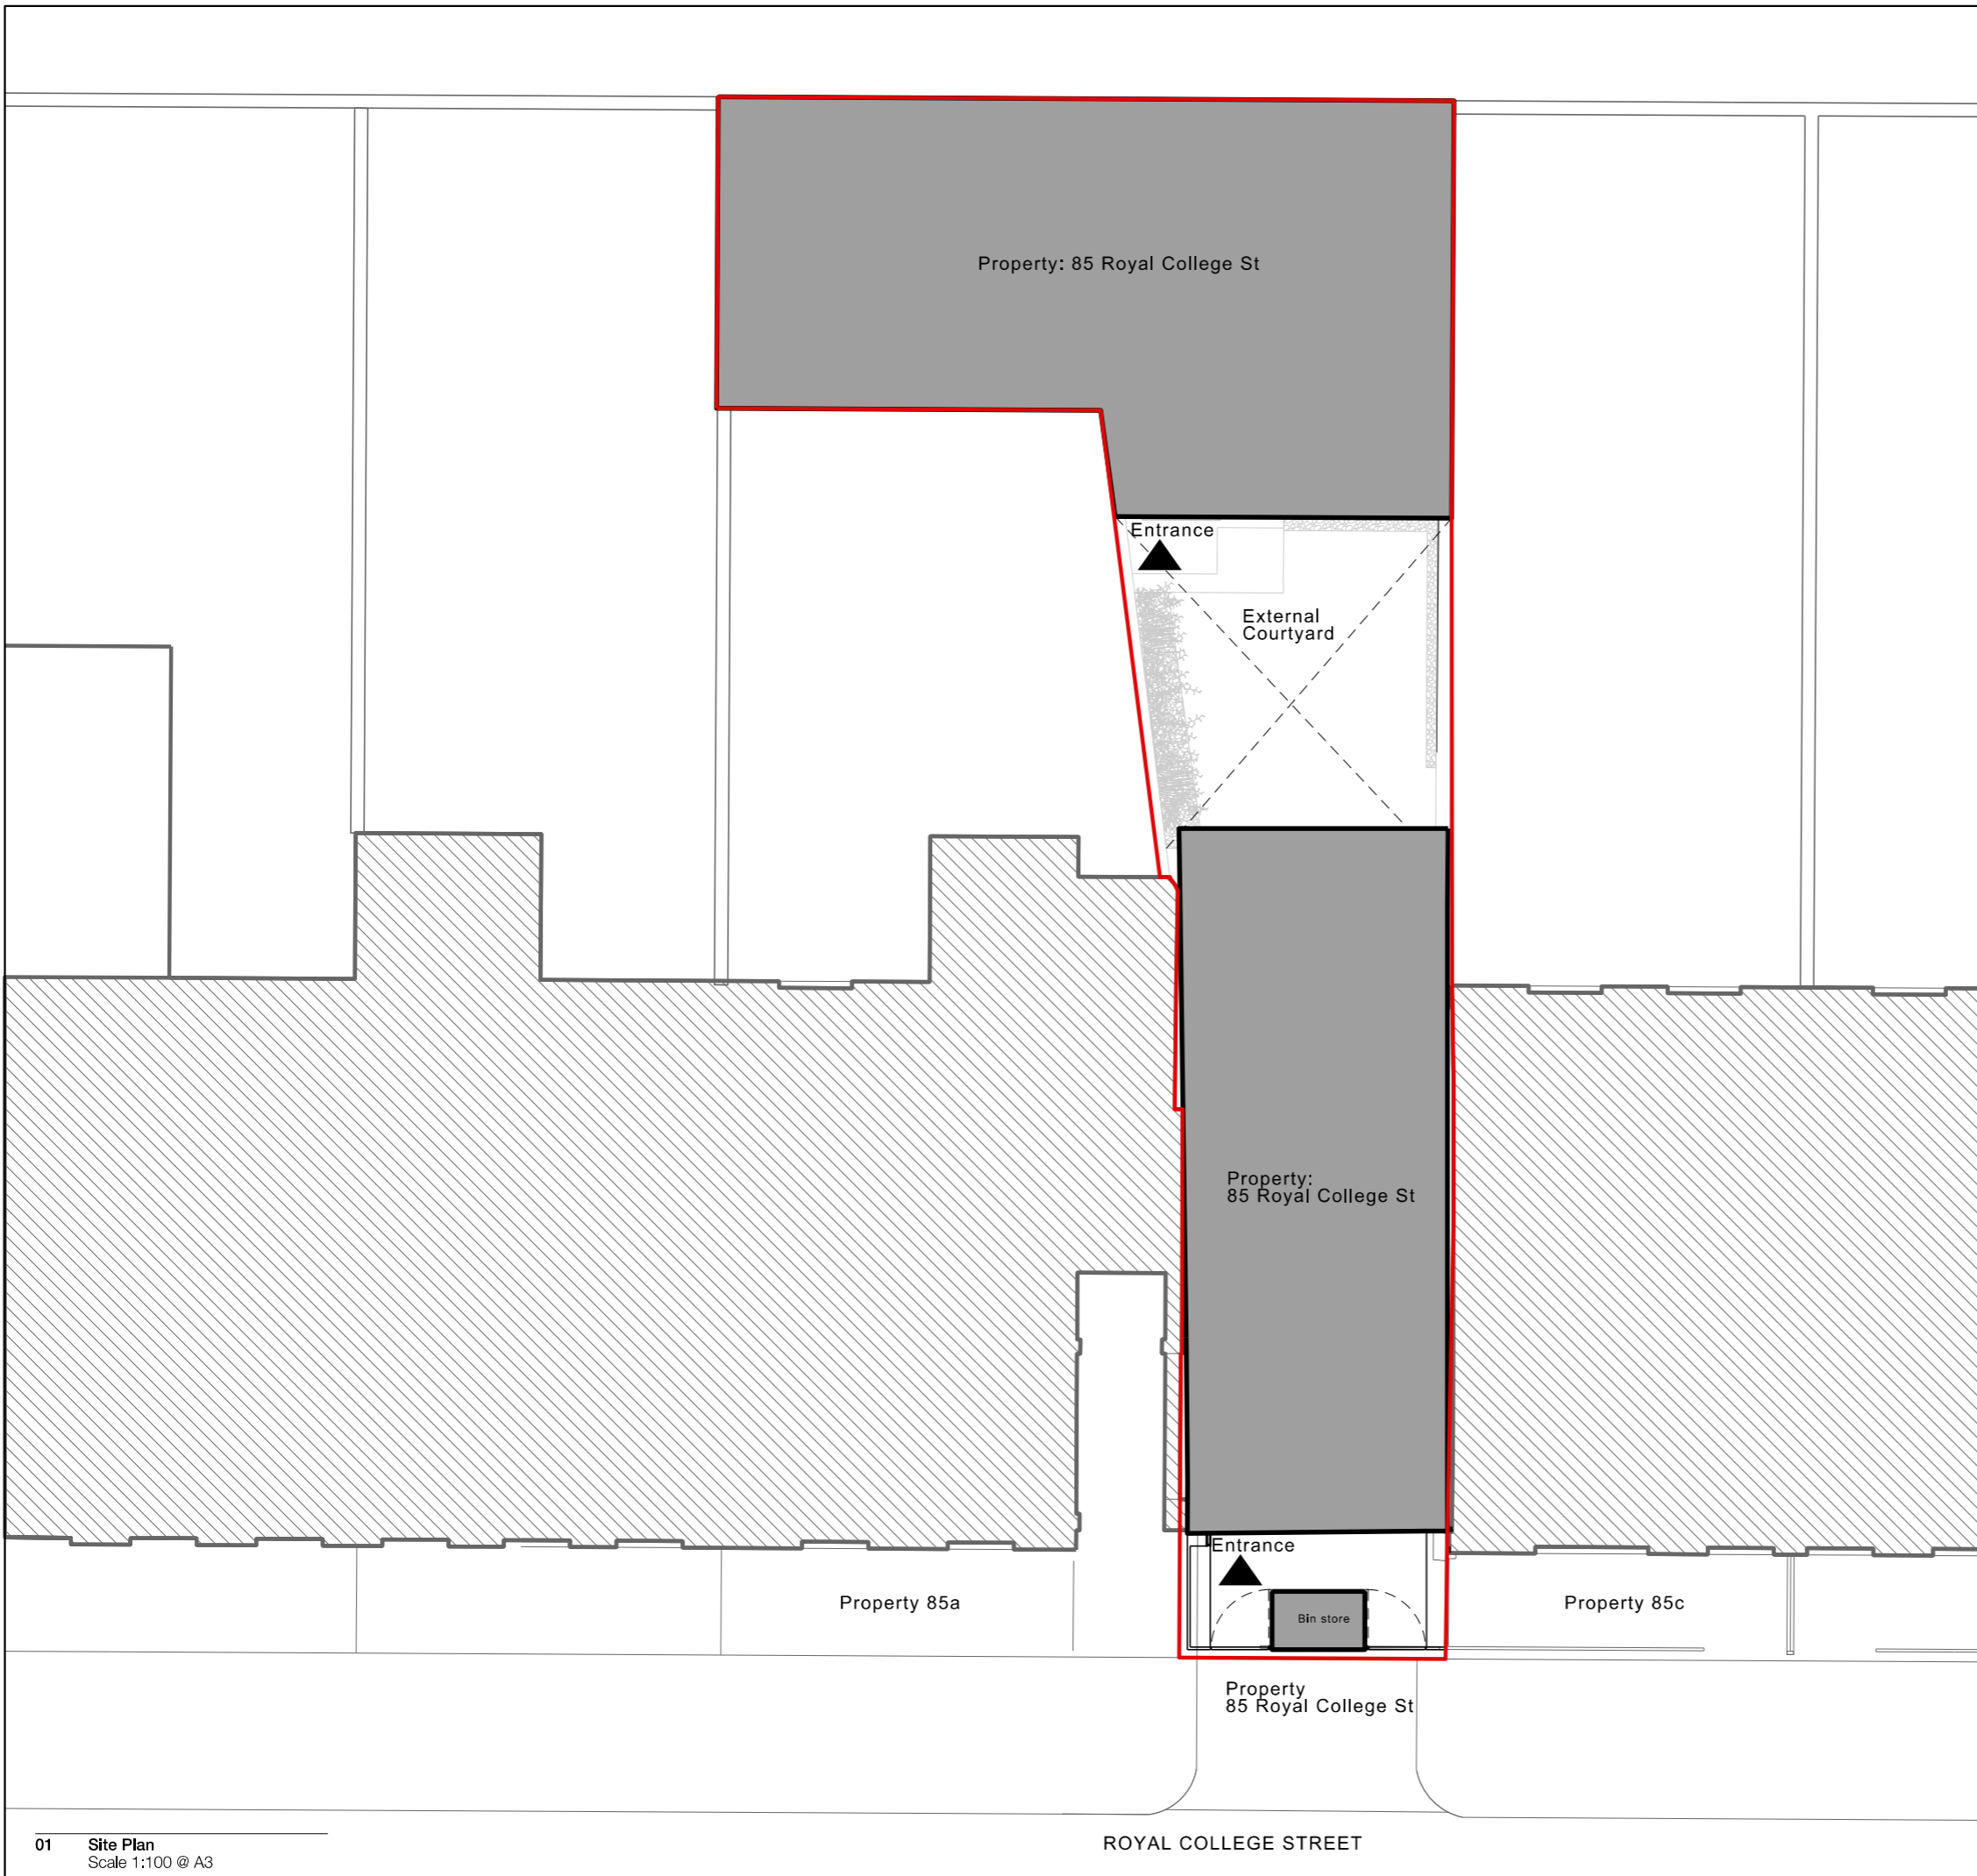 Property: 85 Royal College St
Entrance
External
Courtyard
Property:
85 Royal College St
Entrance
Bin store
Property 85a
Property 85c
Property
85 Royal College St
ROYAL COLLEGE STREET
01 Site Plan
Scale 1:100 @ A3